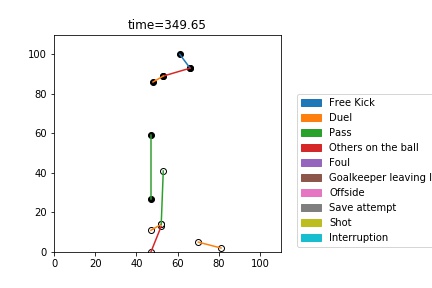 time=349.65
100
80
60
40
20
0
0 20 40 60 80 100
Free Kick
Duel
Pass
Others on the ball
Foul
Goalkeeper leaving l
Offside
Save attempt
Shot
Interruption